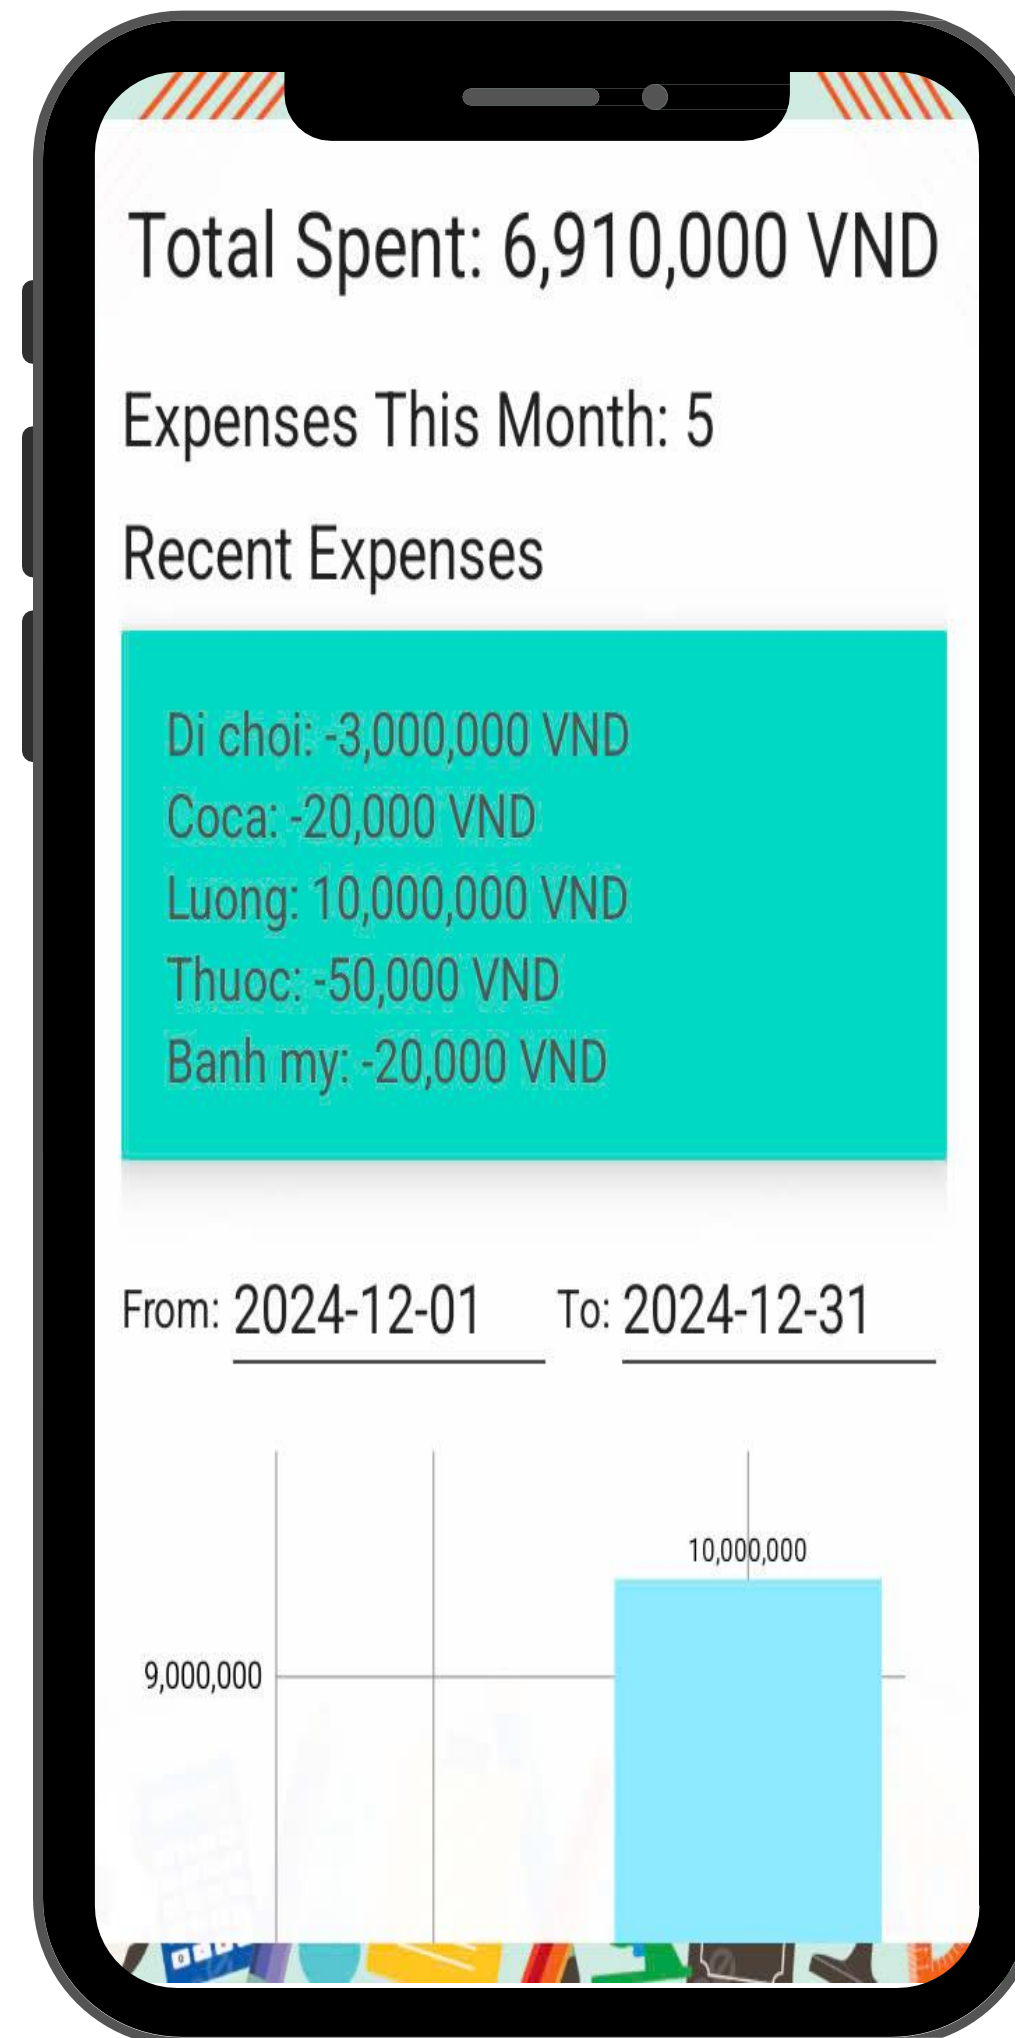 Total Spent: 6,910,000 VND
Expenses This Month: 5
Recent Expenses
Di choi: -3,000,000 VND
Coca: -20,000 VND
Luong: 10,000,000 VND
Thuoc: -50,000 VND
Banh my: -20,000 VND
From: 2024-12-01 To: 2024-12-31
10,000,000
9,000,000